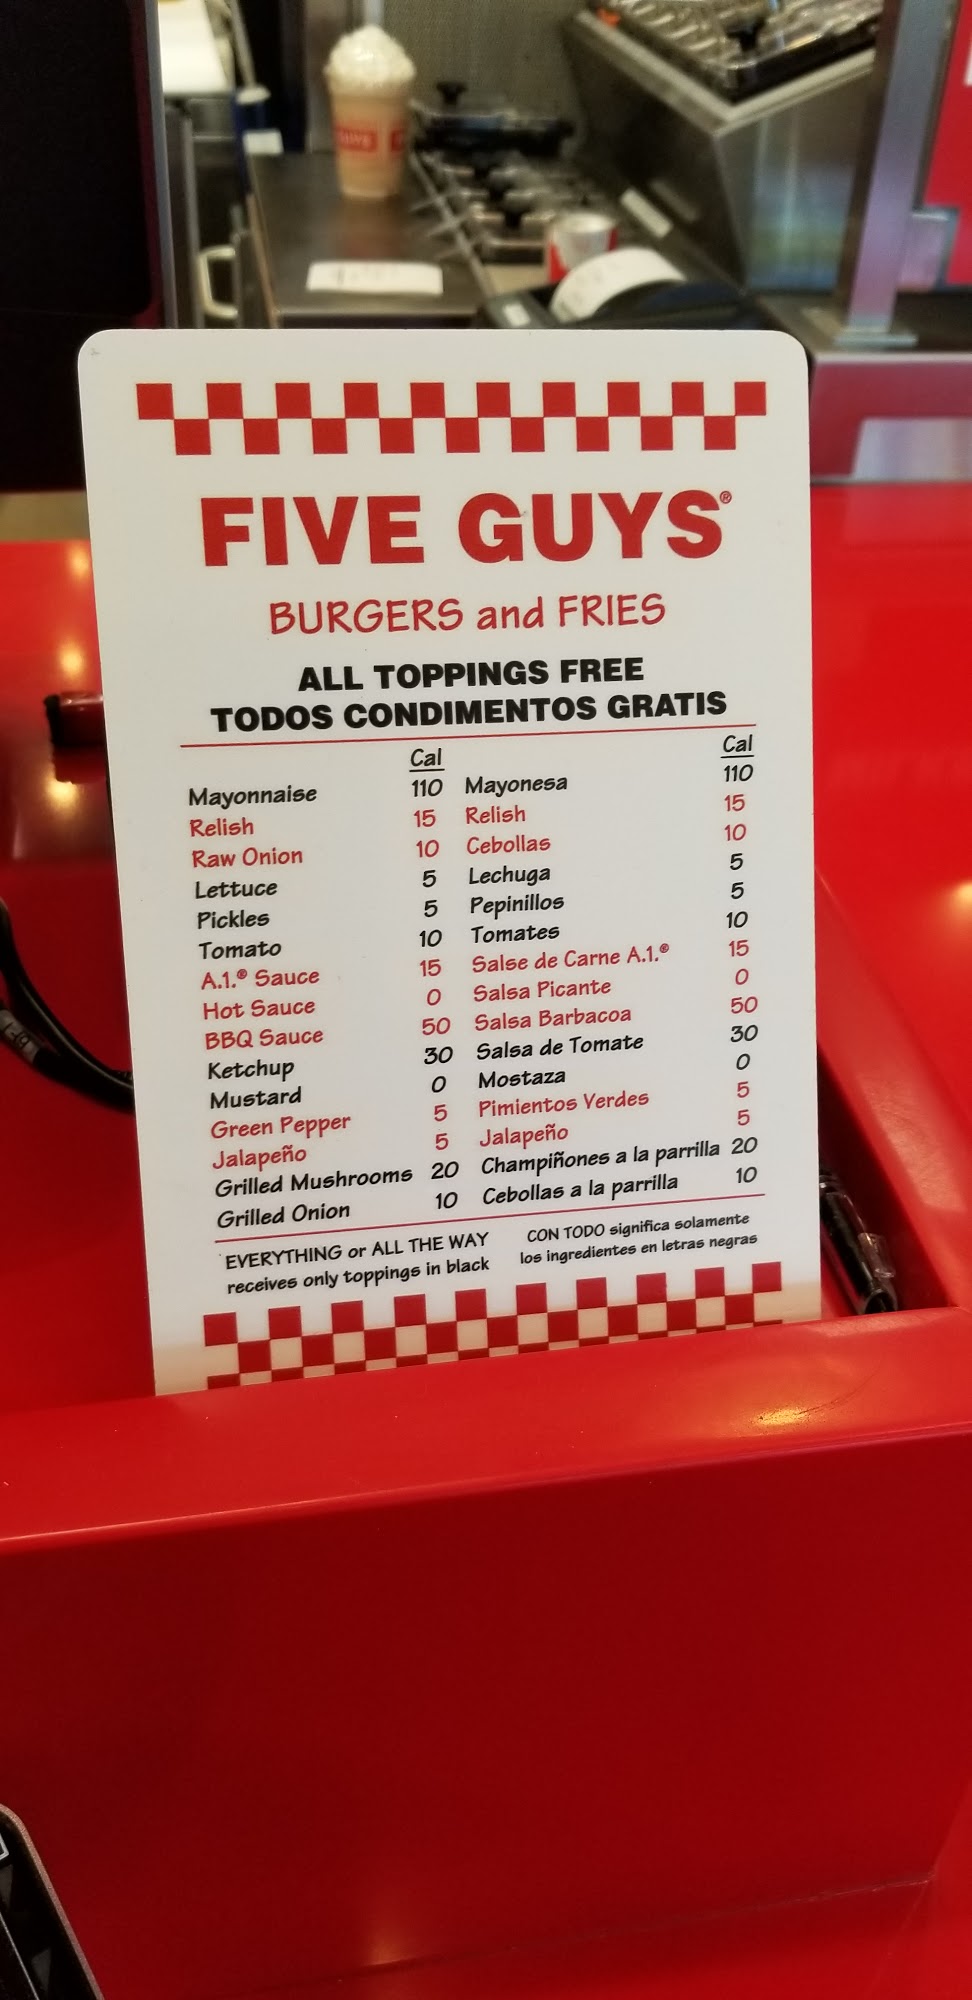 FIVE GUYS®
BURGERS and FRIES
ALL TOPPINGS FREE
TODOS CONDIMENTOS GRATIS
Cal
Mayonnaise 110
Relish 15
Raw Onion 10
Lettuce 5
Pickles 5
Tomato 10
A.1.® Sauce 15
Hot Sauce 0
BBQ Sauce 50
Ketchup 30
Mustard 0
Green Pepper 5
Jalapeño 5
Grilled Mushrooms 20
Grilled Onion 10
Cal
Mayonesa 110
Relish 15
Cebollas 10
Lechuga 5
Pepinillos 5
Tomates 10
Salse de Carne A.1.® 15
Salsa Picante 0
Salsa Barbacoa 50
Salsa de Tomate 30
Mostaza 0
Pimientos Verdes 5
Jalapeño 5
Champiñones a la parrilla 20
Cebollas a la parrilla 10
EVERYTHING or ALL THE WAY
receives only toppings in black
CON TODO significa solamente
los ingredientes en letras negras